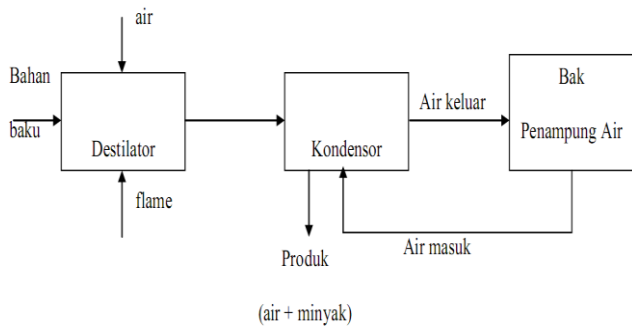 air
Bahan
baku
Destilator
flame
Kondensor
Air keluar
Bak
Penampung Air
Air masuk
Produk
(air + minyak)